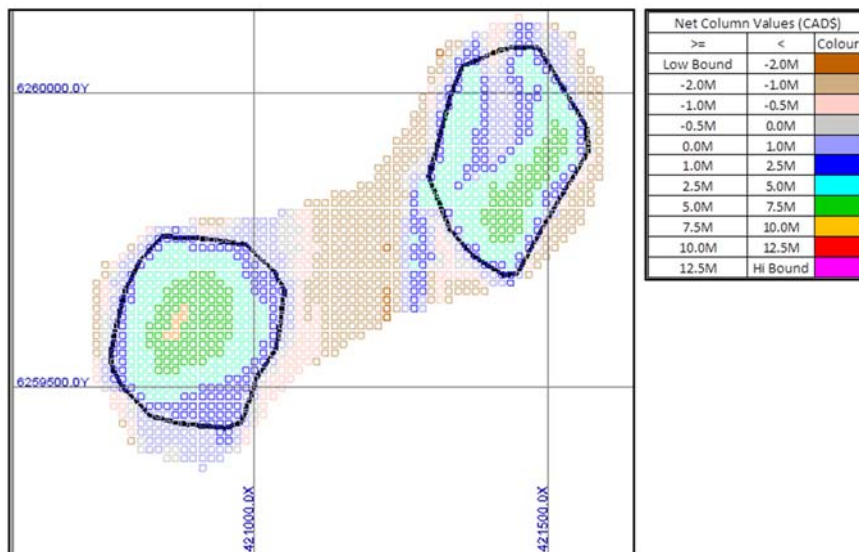 6260000.0Y
6259500.0Y
421000.0X
421500.0X
Net Column Values (CAD$)
>= < Colour
Low Bound -2.0M
-2.0M -1.0M
-1.0M -0.5M
-0.5M 0.0M
0.0M 1.0M
1.0M 2.5M
2.5M 5.0M
5.0M 7.5M
7.5M 10.0M
10.0M 12.5M
12.5M Hi Bound